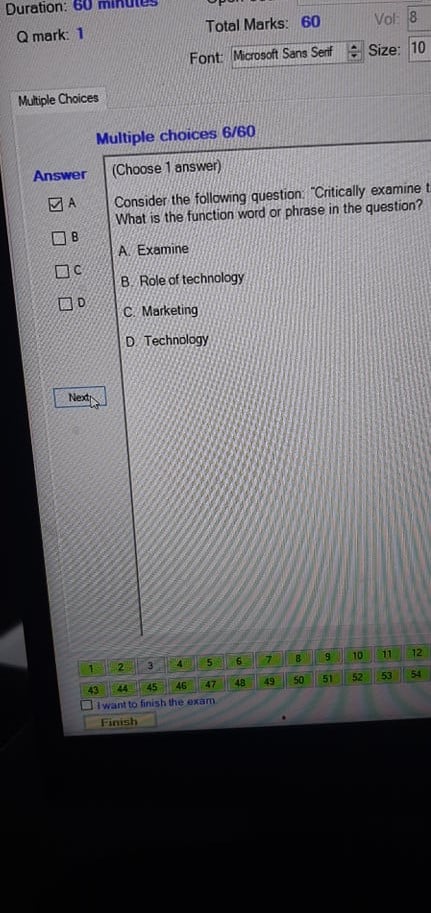 Duration: 60 minutes
Q mark: 1
Total Marks: 60
Vol: 8
Font: Microsoft Sans Serif
Size: 10
Multiple Choices
Multiple choices 6/60
Answer
(Choose 1 answer)
A
Consider the following question: "Critically examine
What is the function word or phrase in the question?
B
A. Examine
C
B. Role of technology
D
C. Marketing
D. Technology
Next
1 2 3 4 5 6 7 8 9 10 11 12
43 44 45 46 47 48 49 50 51 52 53 54
I want to finish the exam.
Finish